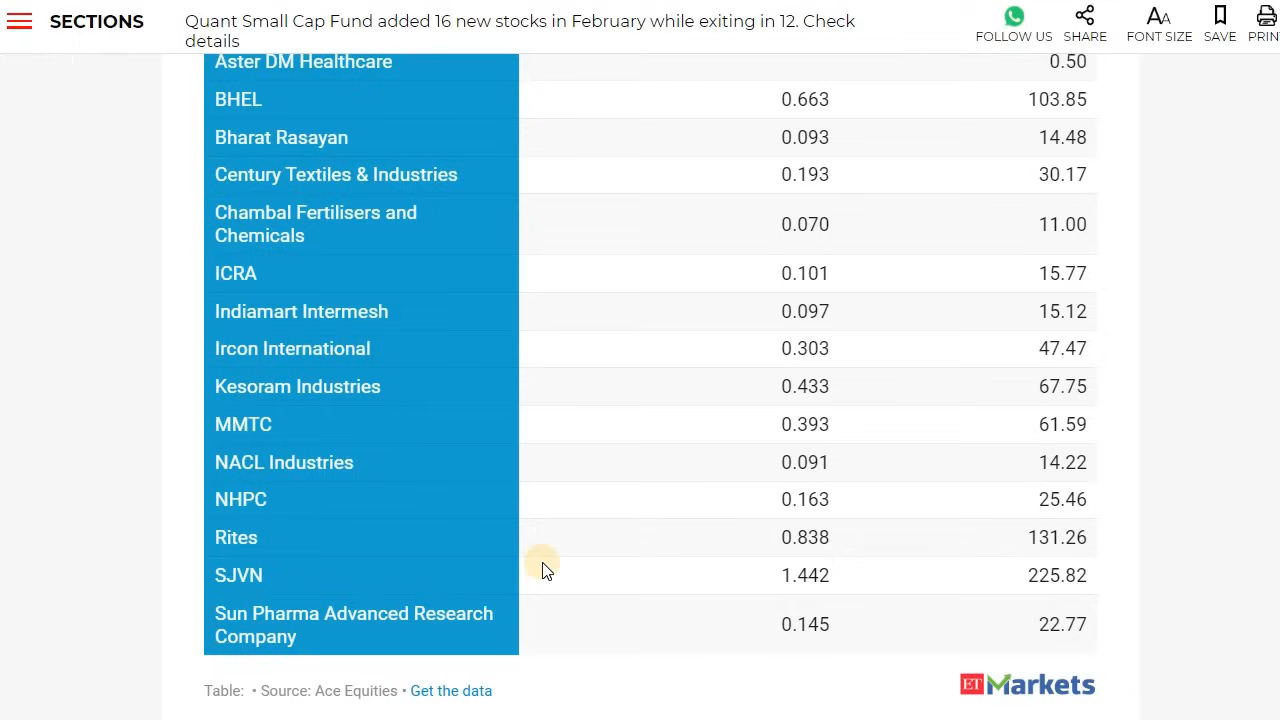 SECTIONS
Quant Small Cap Fund added 16 new stocks in February while exiting in 12. Check
details
FOLLOW US
SHARE
FONT SIZE
SAVE
PRIN
Aster DM Healthcare 0.50
BHEL 0.663 103.85
Bharat Rasayan 0.093 14.48
Century Textiles & Industries 0.193 30.17
Chambal Fertilisers and
Chemicals 0.070 11.00
ICRA 0.101 15.77
Indiamart Intermesh 0.097 15.12
Ircon International 0.303 47.47
Kesoram Industries 0.433 67.75
MMTC 0.393 61.59
NACL Industries 0.091 14.22
NHPC 0.163 25.46
Rites 0.838 131.26
SJVN 1.442 225.82
Sun Pharma Advanced Research
Company 0.145 22.77
Table: • Source: Ace Equities • Get the data
ET Markets